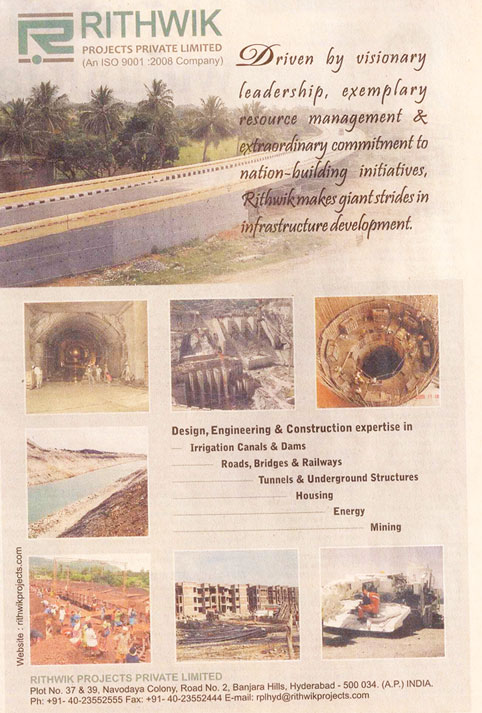 RITHWIK
PROJECTS PRIVATE LIMITED
(An ISO 9001 :2008 Company)
Driven by visionary
leadership, exemplary
resource management &
extraordinary commitment to
nation-building initiatives,
Rithwik makes giant strides in
infrastructure development.
Design, Engineering & Construction expertise in
Irrigation Canals & Dams
Roads, Bridges & Railways
Tunnels & Underground Structures
Housing
Energy
Mining
Website : rithwikprojects.com
RITHWIK PROJECTS PRIVATE LIMITED
Plot No. 37 & 39, Navodaya Colony, Road No. 2, Banjara Hills, Hyderabad - 500 034. (A.P.) INDIA.
Ph: +91- 40-23552555 Fax: +91- 40-23552444 E-mail: rplhyd@rithwikprojects.com